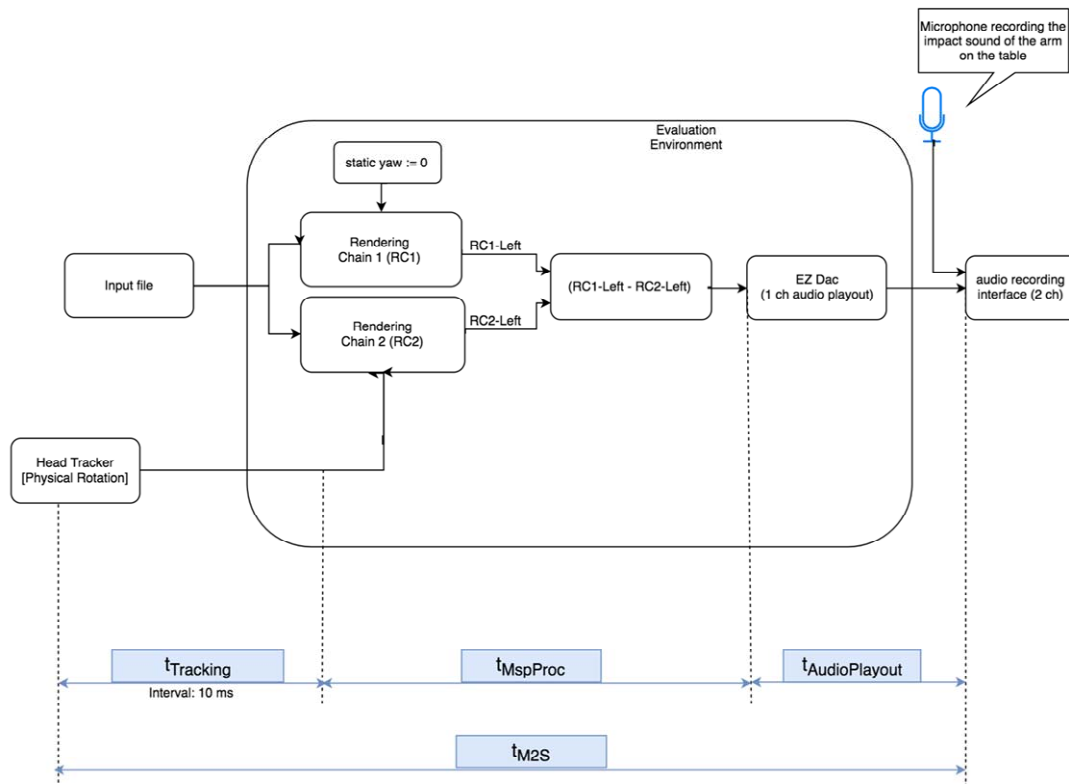 Microphone recording the
impact sound of the arm
on the table
Evaluation
Environment
static yaw := 0
Rendering
Chain 1 (RC1)
RC1-Left
Input file
(RC1-Left - RC2-Left)
EZ Dac
(1 ch audio playout)
audio recording
interface (2 ch)
Rendering
Chain 2 (RC2)
RC2-Left
Head Tracker
[Physical Rotation]
tTracking
Interval: 10 ms
tMspProc
tAudioPlayout
tM2S